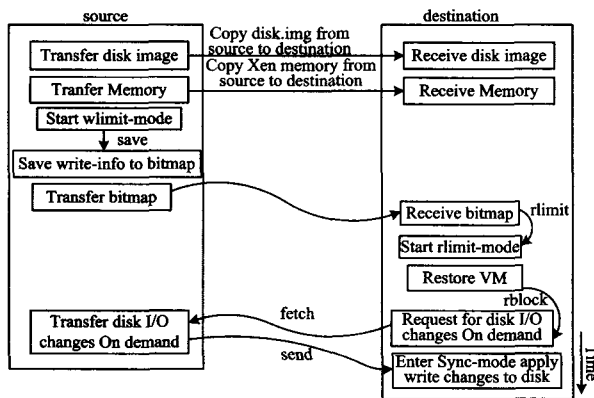 source
destination
Copy disk.img from
source to destination
Transfer disk image
Receive disk image
Copy Xen memory from
source to destination
Tranfer Memory
Receive Memory
Start wlimit-mode
save
Save write-info to bitmap
Transfer bitmap
Receive bitmap
rlimit
Start rlimit-mode
Restore VM
rblock
fetch
Transfer disk I/O
changes On demand
Request for disk I/O
changes On demand
send
Enter Sync-mode apply
write changes to disk
Time